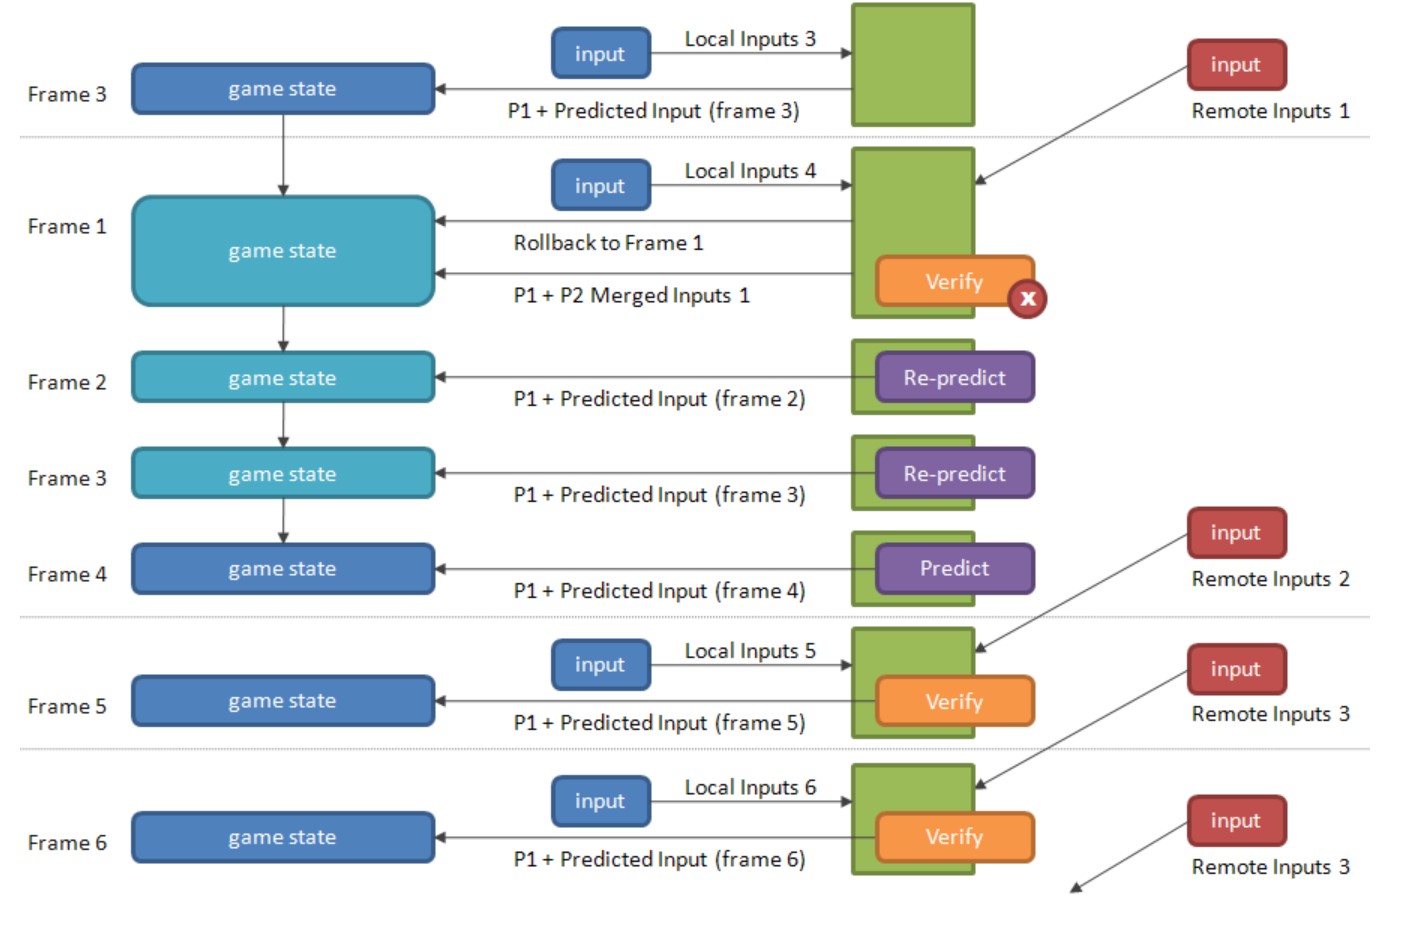 input
Local Inputs 3
input
Frame 3
game state
P1 + Predicted Input (frame 3)
Remote Inputs 1
input
Local Inputs 4
Frame 1
game state
Rollback to Frame 1
Verify
x
P1 + P2 Merged Inputs 1
Frame 2
game state
Re-predict
P1 + Predicted Input (frame 2)
Frame 3
game state
Re-predict
P1 + Predicted Input (frame 3)
input
Remote Inputs 2
Frame 4
game state
Predict
P1 + Predicted Input (frame 4)
input
Local Inputs 5
input
Remote Inputs 3
Frame 5
game state
Verify
P1 + Predicted Input (frame 5)
input
Local Inputs 6
input
Remote Inputs 3
Frame 6
game state
Verify
P1 + Predicted Input (frame 6)